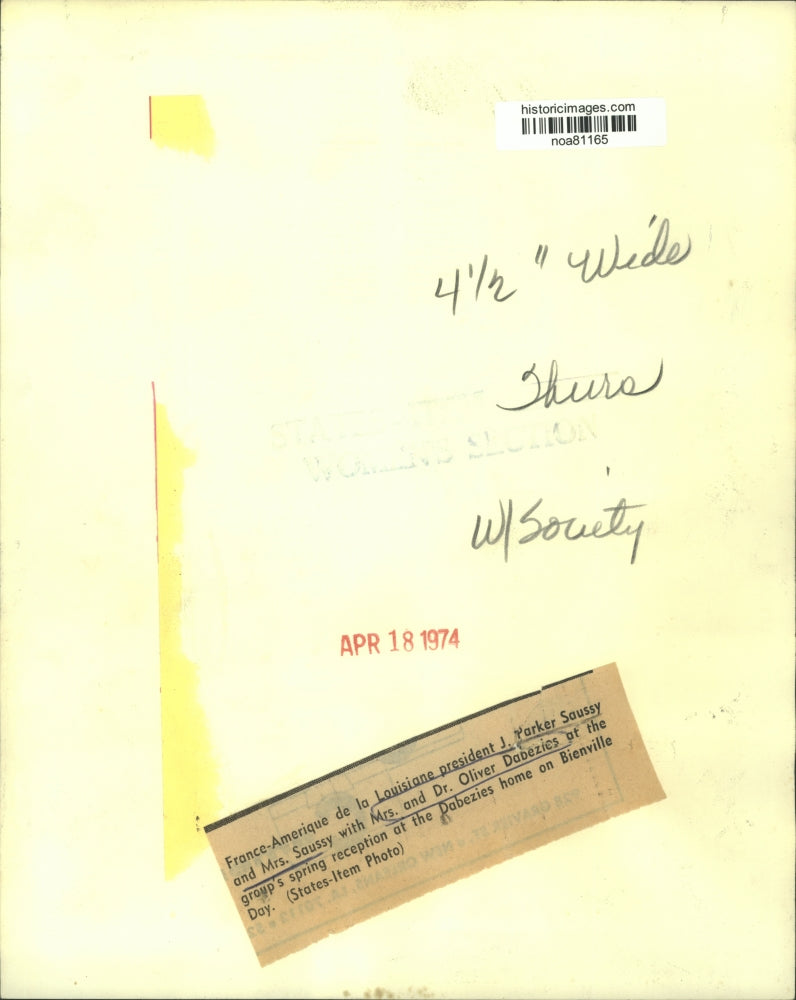 historicimages.com
noa81165
4 1/2 " Wide
Thurs
W/Society
APR 18 1974
France-Amerique de la Louisiane president J. Parker Saussy
and Mrs. Saussy with Mrs. and Dr. Oliver Dabezies at the
group's spring reception at the Dabezies home on Bienville
Day. (States-Item Photo)